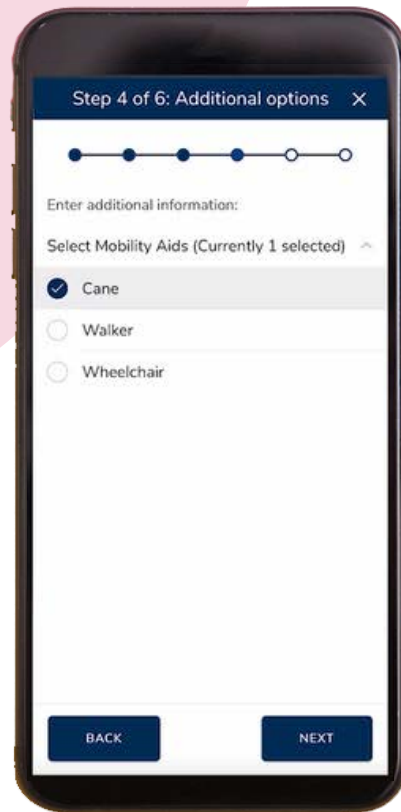 Step 4 of 6: Additional options
Enter additional information:
Select Mobility Aids (Currently 1 selected)
Cane
Walker
Wheelchair
BACK NEXT